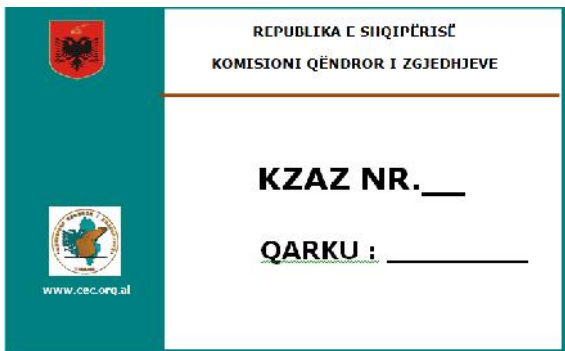 REPUBLIKA E SHQIPËRISË
KOMISIONI QËNDROR I ZGJEDHJEVE
KZAZ NR.__
QARKU : ________
www.cec.org.al